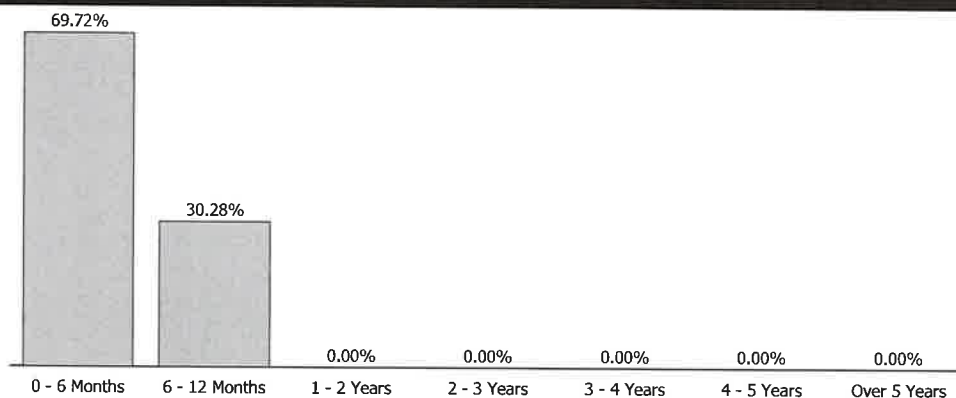 69.72%
30.28%
0.00% 0.00% 0.00% 0.00% 0.00%
0 - 6 Months 6 - 12 Months 1 - 2 Years 2 - 3 Years 3 - 4 Years 4 - 5 Years Over 5 Years